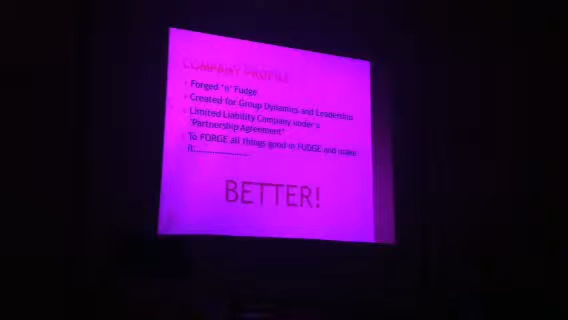 COMPANY PROFILE
Forged "n' Fudge
Created for Group Dynamics and Leadership
Limited Liability Company under a
"Partnership Agreement"
To FORGE all things good in FUDGE and make
it:....................
BETTER!